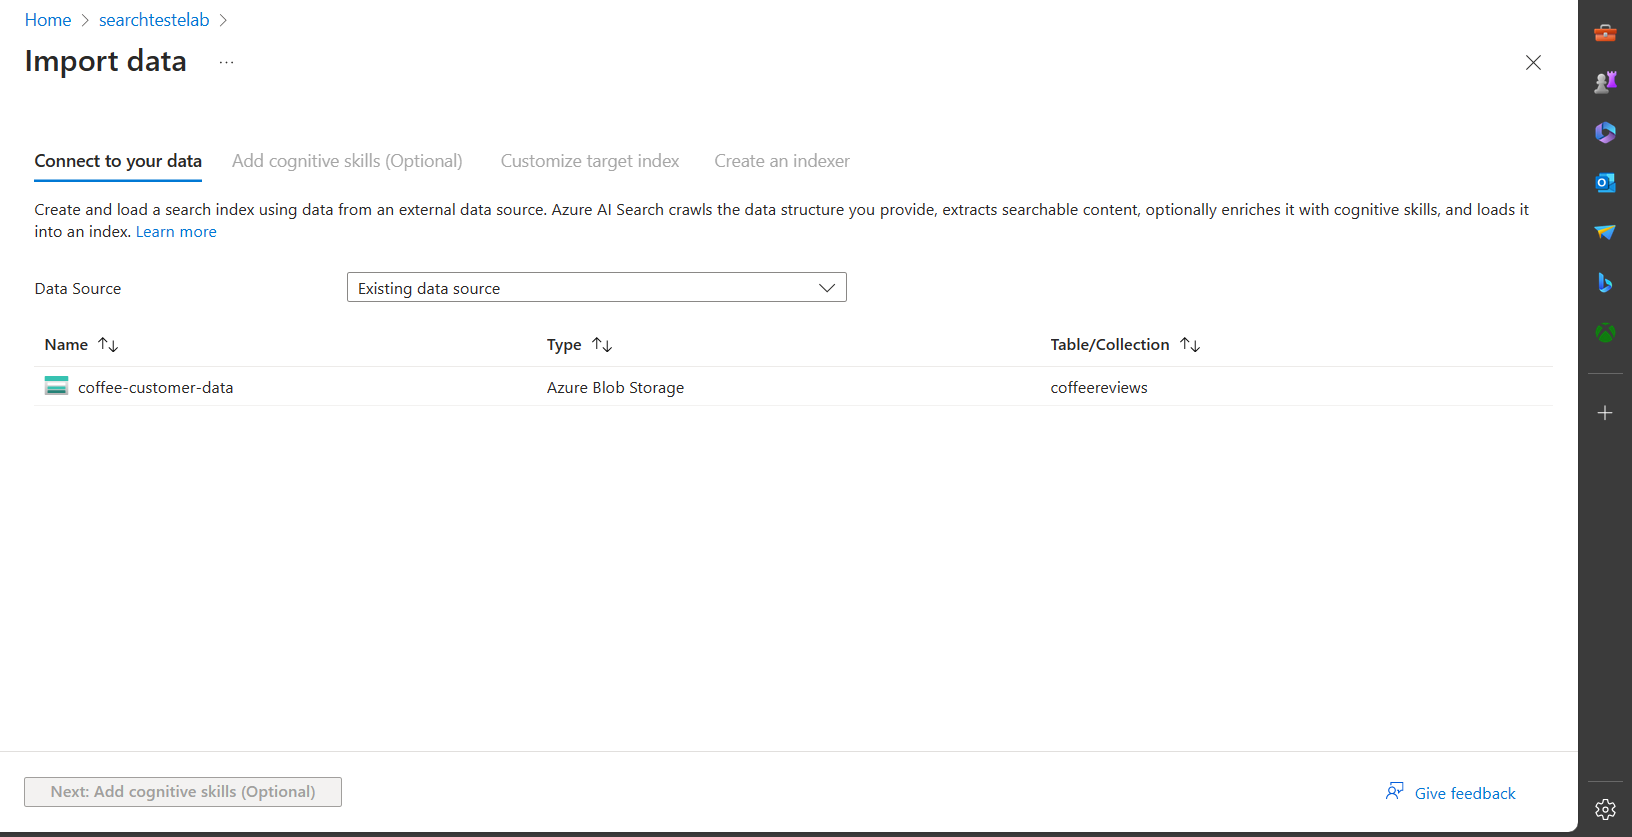 Home > searchtestelab >
Import data ...
Connect to your data Add cognitive skills (Optional) Customize target index Create an indexer
Create and load a search index using data from an external data source. Azure AI Search crawls the data structure you provide, extracts searchable content, optionally enriches it with cognitive skills, and loads it
into an index. Learn more
Data Source Existing data source
Name ↑↓ Type ↑↓ Table/Collection ↑↓
coffee-customer-data Azure Blob Storage coffeereviews
Next: Add cognitive skills (Optional) Give feedback